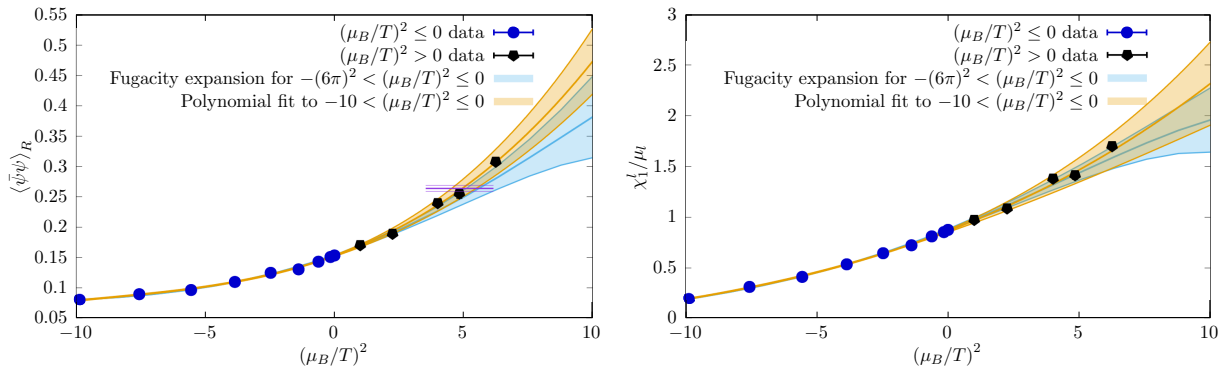 0.55
0.5
0.45
0.4
0.35
0.3
0.25
0.2
0.15
0.1
0.05
−10
−5
0
5
10
⟨ψ̄ψ⟩_R
(μ_B/T)²
(μ_B/T)² ≤ 0 data
(μ_B/T)² > 0 data
Fugacity expansion for −(6π)² < (μ_B/T)² ≤ 0
Polynomial fit to −10 < (μ_B/T)² ≤ 0
3
2.5
2
1.5
1
0.5
0
−10
−5
0
5
10
χ₁ˡ/μ_l
(μ_B/T)²
(μ_B/T)² ≤ 0 data
(μ_B/T)² > 0 data
Fugacity expansion for −(6π)² < (μ_B/T)² ≤ 0
Polynomial fit to −10 < (μ_B/T)² ≤ 0